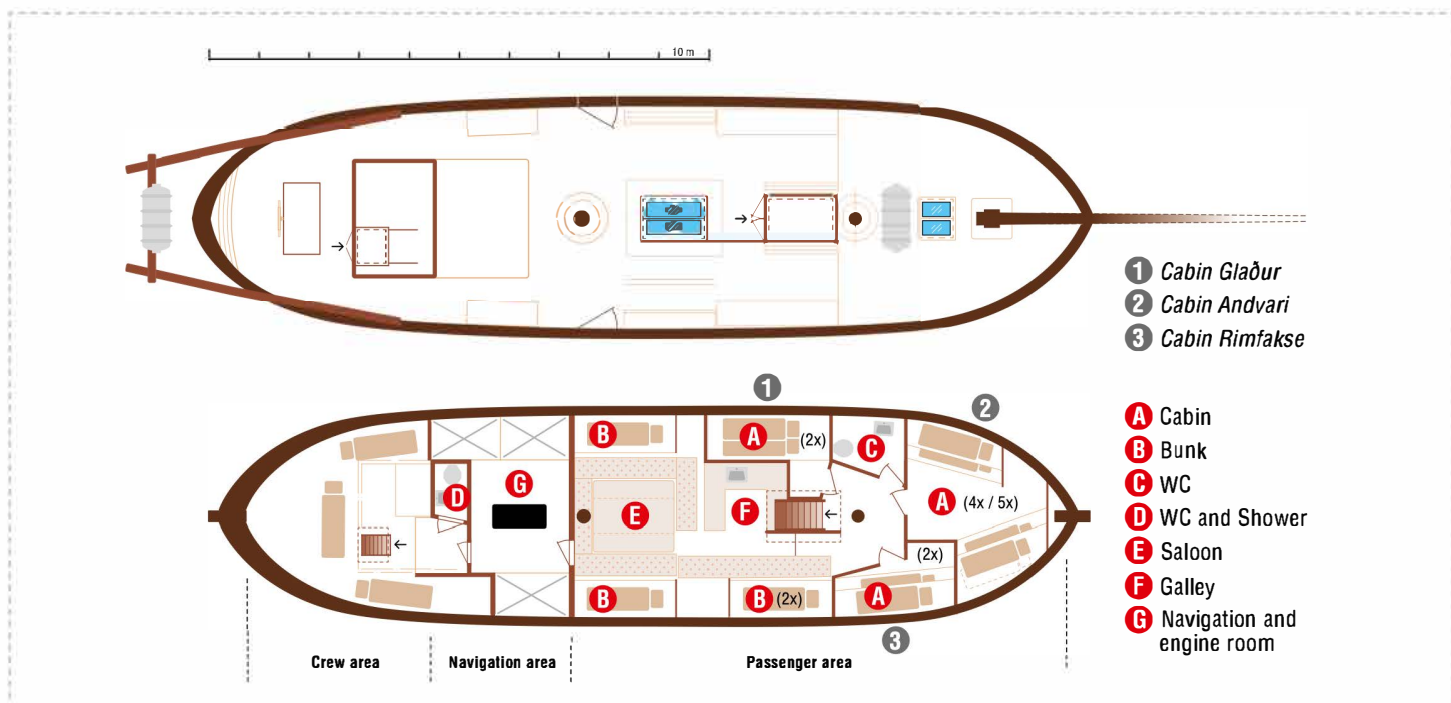 10 m
1 Cabin Glaður
2 Cabin Andvari
3 Cabin Rimfakse
1
2
B
A (2x)
C
D
G
E
F
A (4x / 5x)
(2x)
B
B (2x)
A
3
A Cabin
B Bunk
C WC
D WC and Shower
E Saloon
F Galley
G Navigation and
engine room
Crew area
Navigation area
Passenger area